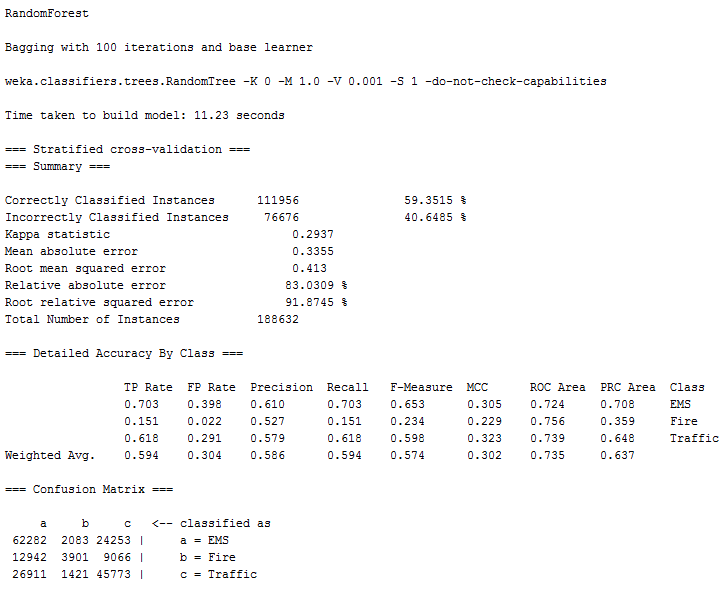 RandomForest
Bagging with 100 iterations and base learner
weka.classifiers.trees.RandomTree -K 0 -M 1.0 -V 0.001 -S 1 -do-not-check-capabilities
Time taken to build model: 11.23 seconds
=== Stratified cross-validation ===
=== Summary ===
Correctly Classified Instances 111956 59.3515 %
Incorrectly Classified Instances 76676 40.6485 %
Kappa statistic 0.2937
Mean absolute error 0.3355
Root mean squared error 0.413
Relative absolute error 83.0309 %
Root relative squared error 91.8745 %
Total Number of Instances 188632
=== Detailed Accuracy By Class ===
TP Rate FP Rate Precision Recall F-Measure MCC ROC Area PRC Area Class
0.703 0.398 0.610 0.703 0.653 0.305 0.724 0.708 EMS
0.151 0.022 0.527 0.151 0.234 0.229 0.756 0.359 Fire
0.618 0.291 0.579 0.618 0.598 0.323 0.739 0.648 Traffic
Weighted Avg. 0.594 0.304 0.586 0.594 0.574 0.302 0.735 0.637
=== Confusion Matrix ===
a b c <-- classified as
62282 2083 24253 | a = EMS
12942 3901 9066 | b = Fire
26911 1421 45773 | c = Traffic